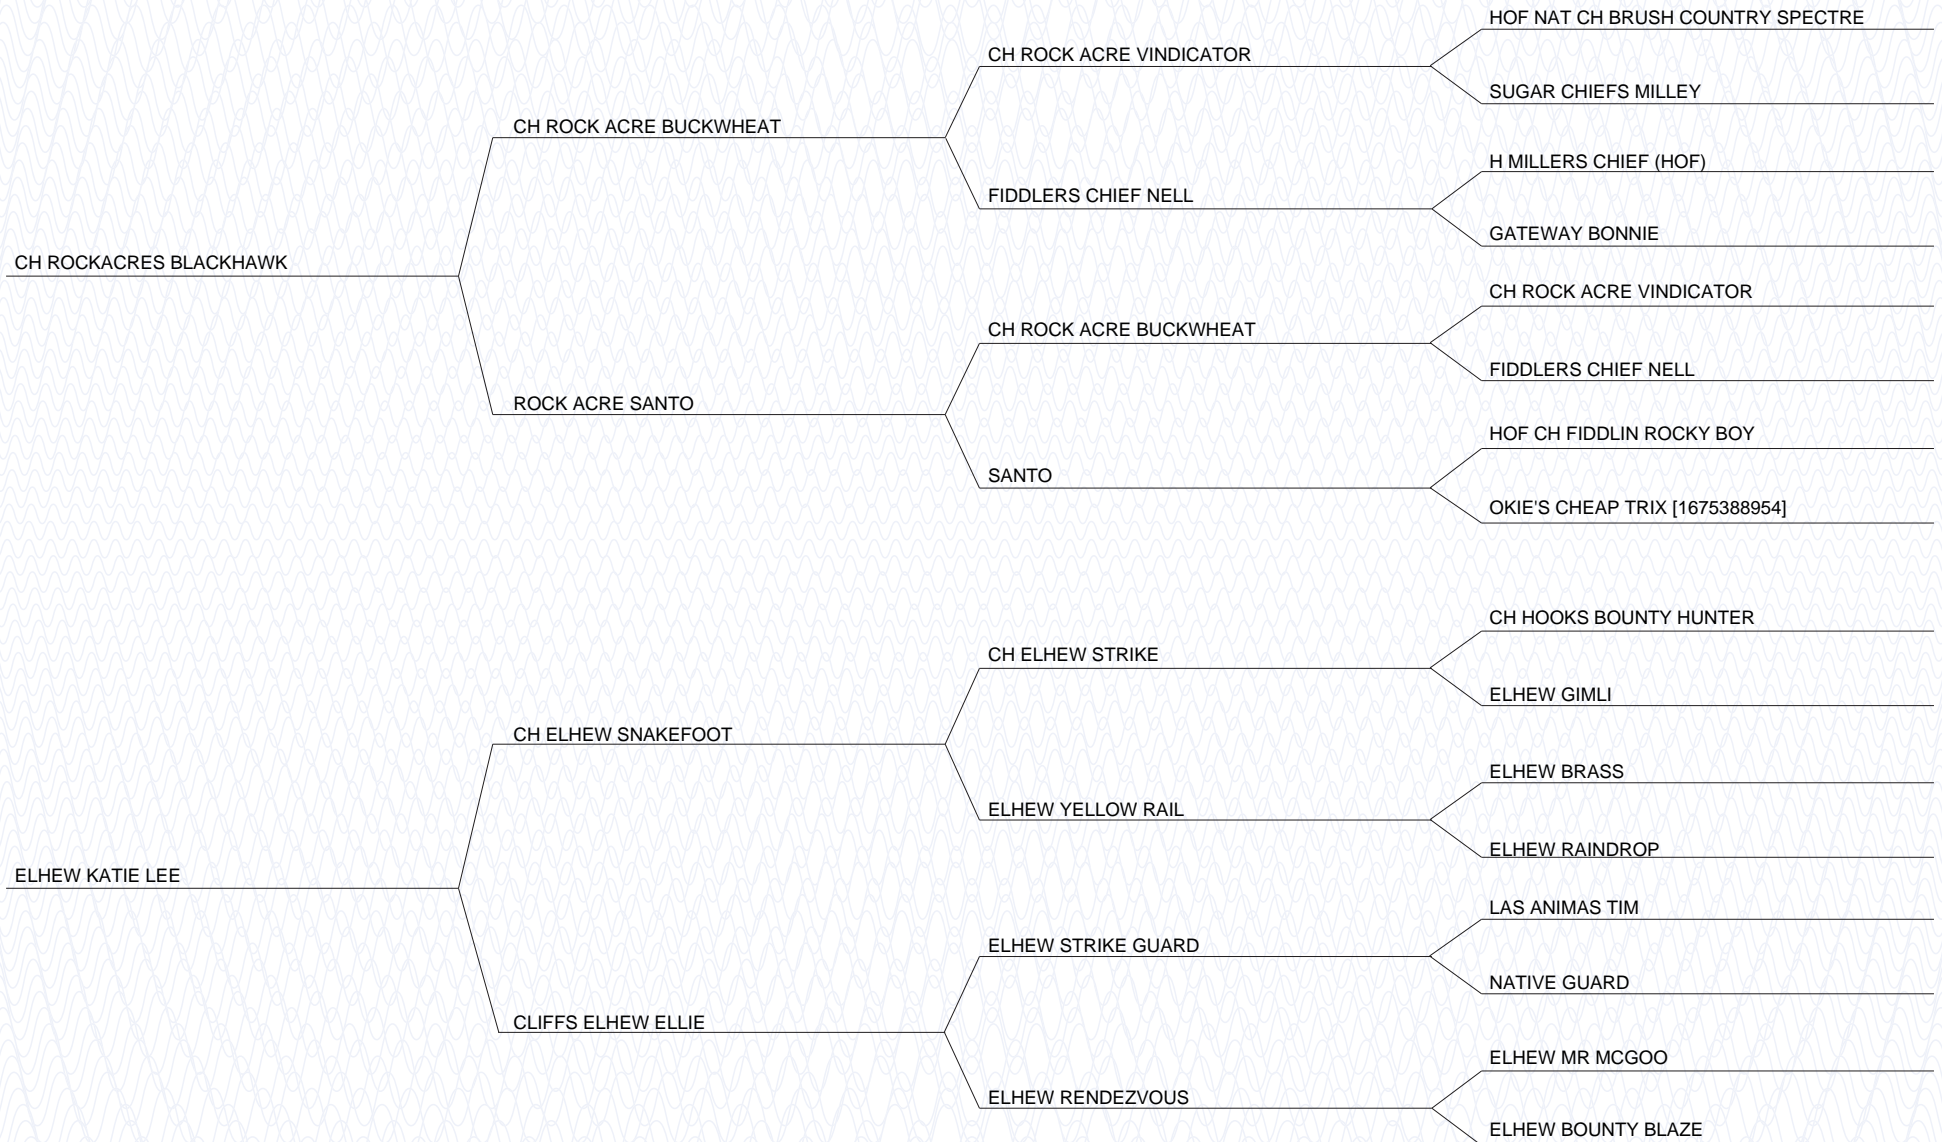 HOF NAT CH BRUSH COUNTRY SPECTRE
CH ROCK ACRE VINDICATOR
SUGAR CHIEFS MILLEY
CH ROCK ACRE BUCKWHEAT
H MILLERS CHIEF (HOF)
FIDDLERS CHIEF NELL
GATEWAY BONNIE
CH ROCKACRES BLACKHAWK
CH ROCK ACRE VINDICATOR
CH ROCK ACRE BUCKWHEAT
FIDDLERS CHIEF NELL
ROCK ACRE SANTO
HOF CH FIDDLIN ROCKY BOY
SANTO
OKIE'S CHEAP TRIX [1675388954]
CH HOOKS BOUNTY HUNTER
CH ELHEW STRIKE
ELHEW GIMLI
CH ELHEW SNAKEFOOT
ELHEW BRASS
ELHEW YELLOW RAIL
ELHEW RAINDROP
ELHEW KATIE LEE
LAS ANIMAS TIM
ELHEW STRIKE GUARD
NATIVE GUARD
CLIFFS ELHEW ELLIE
ELHEW MR MCGOO
ELHEW RENDEZVOUS
ELHEW BOUNTY BLAZE